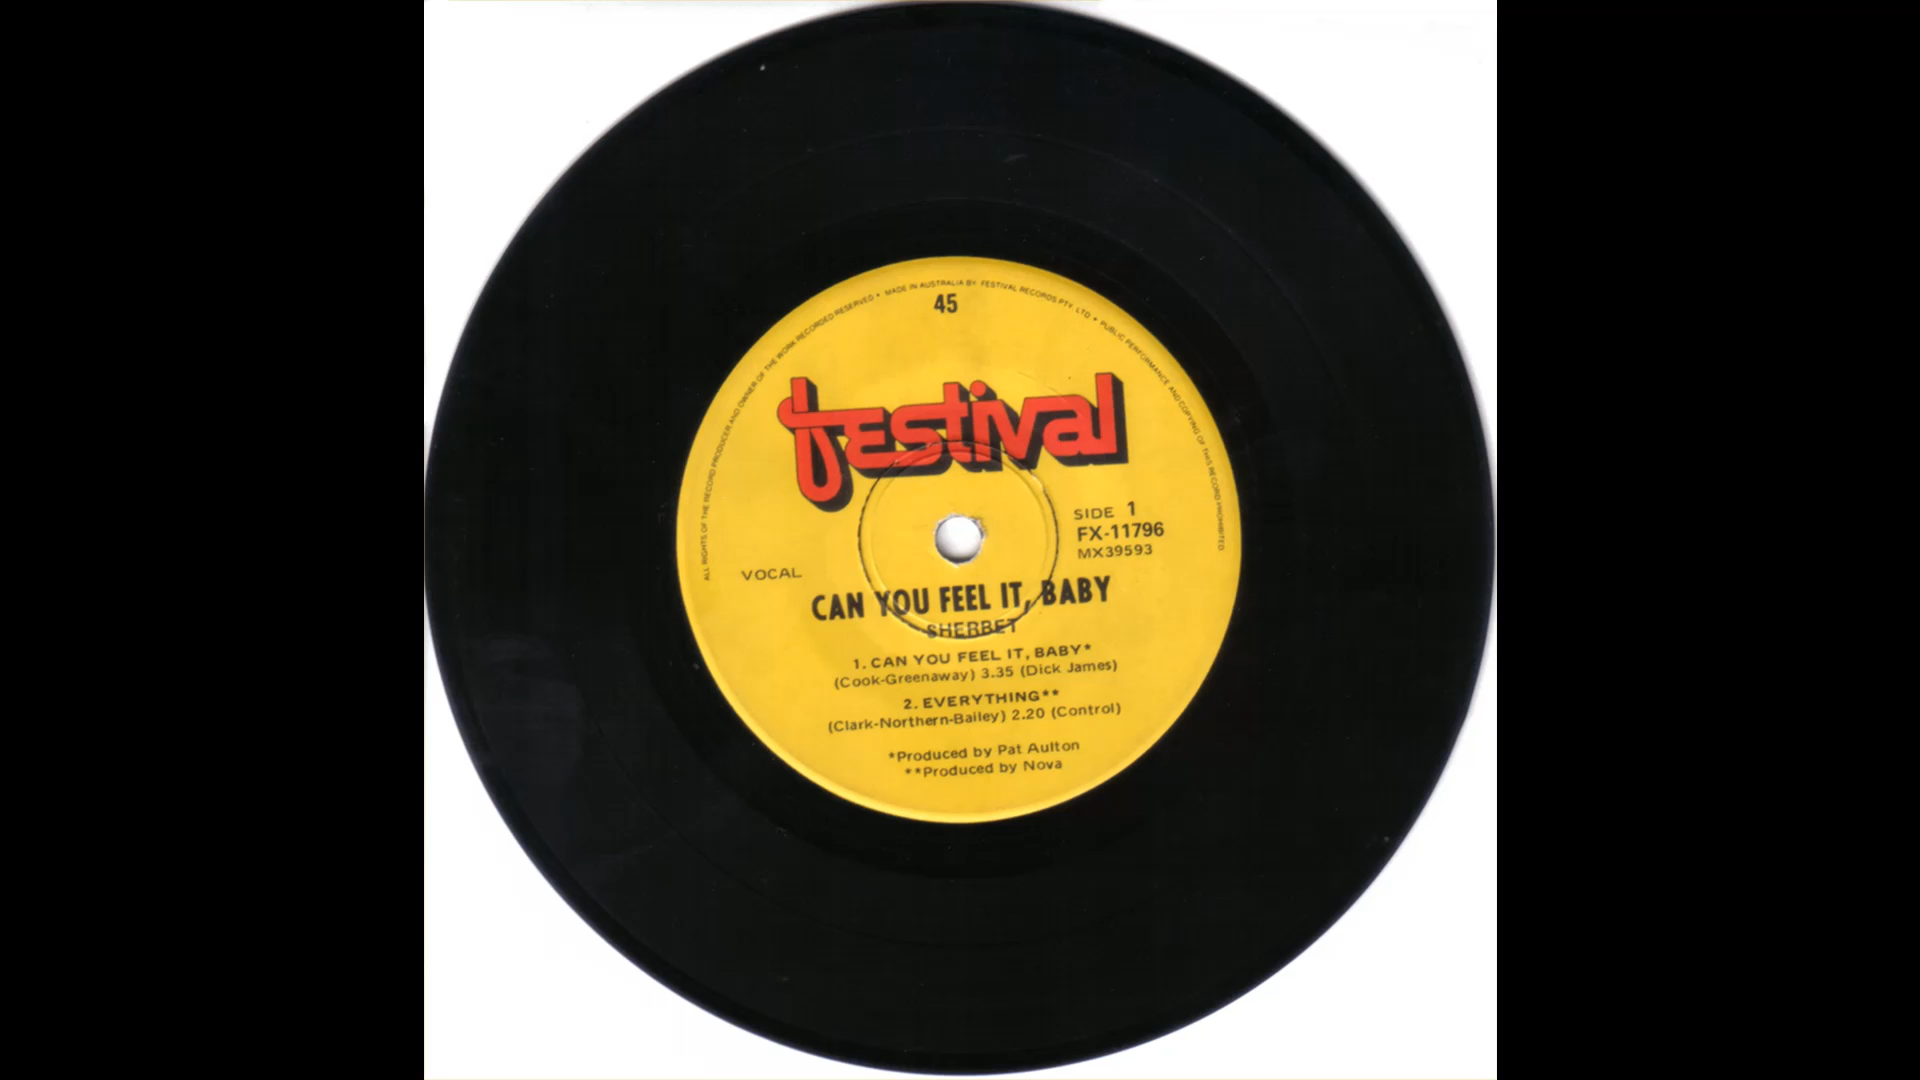 ALL RIGHTS OF THE RECORD PRODUCER AND OWNER OF THE WORK RECORDED RESERVED • MADE IN AUSTRALIA BY FESTIVAL RECORDS PTY. LTD • PUBLIC PERFORMANCE AND COPYING OF THIS RECORD PROHIBITED
45
festival
SIDE 1
FX-11796
MX39593
VOCAL
CAN YOU FEEL IT, BABY
SHERBET
1. CAN YOU FEEL IT, BABY*
(Cook-Greenaway) 3.35 (Dick James)
2. EVERYTHING**
(Clark-Northern-Bailey) 2.20 (Control)
*Produced by Pat Aulton
**Produced by Nova